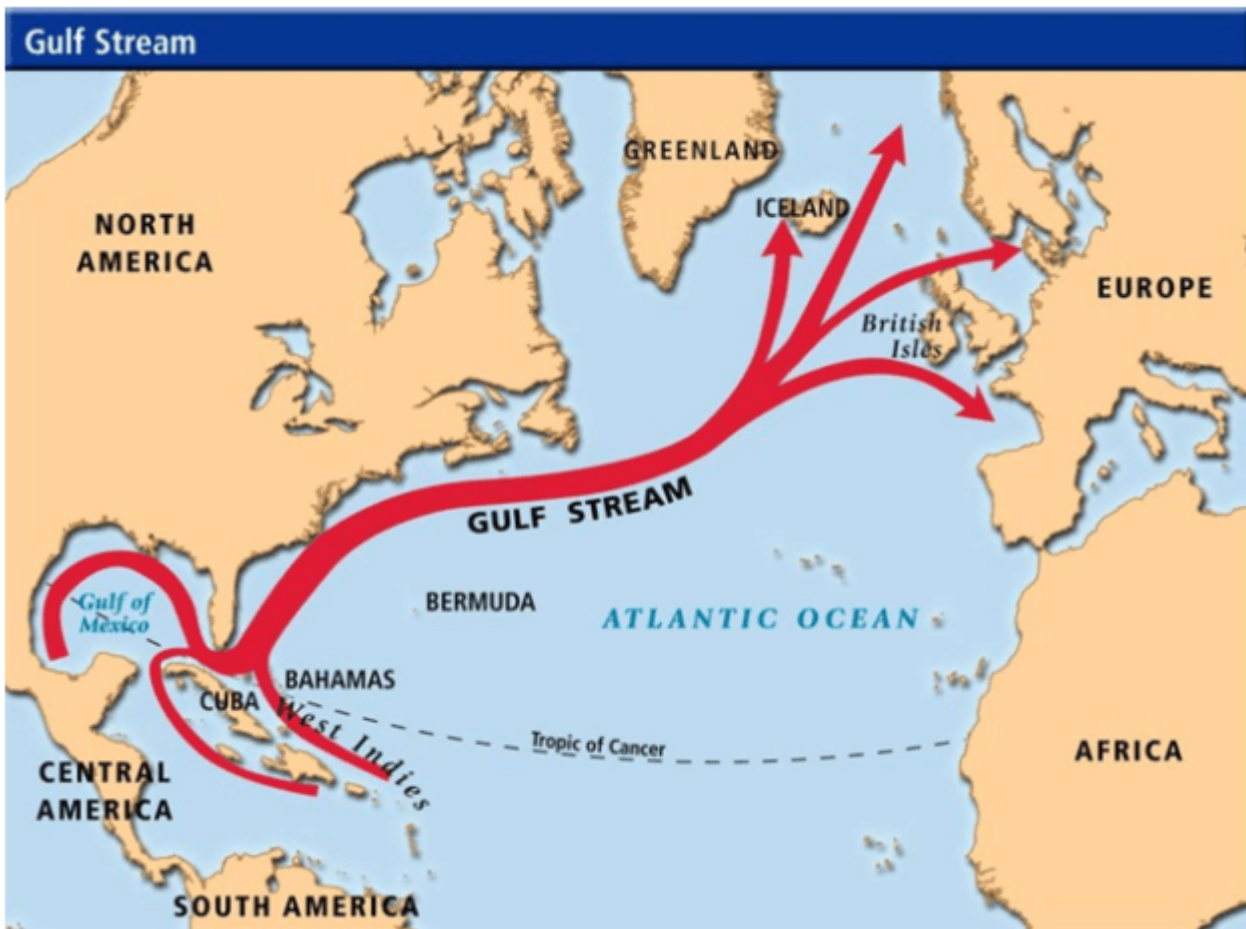 Gulf Stream
GREENLAND
ICELAND
NORTH
AMERICA
EUROPE
British
Isles
GULF STREAM
Gulf of
Mexico
BERMUDA
ATLANTIC OCEAN
BAHAMAS
CUBA
West Indies
Tropic of Cancer
AFRICA
CENTRAL
AMERICA
SOUTH AMERICA